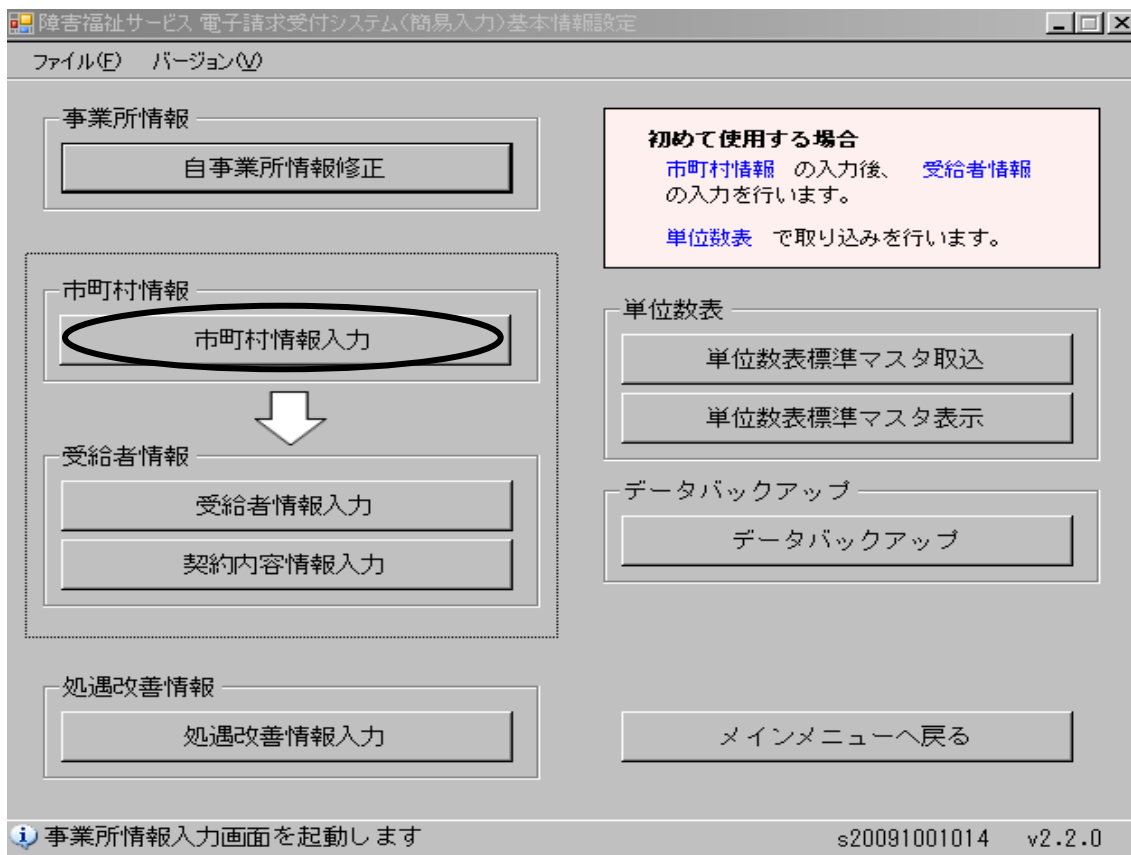 障害福祉サービス 電子請求受付システム(簡易入力)基本情報設定
ファイル(F) バージョン(V)
事業所情報
自事業所情報修正
初めて使用する場合
市町村情報 の入力後、 受給者情報
の入力を行います。
単位数表 で取り込みを行います。
市町村情報
市町村情報入力
受給者情報
受給者情報入力
契約内容情報入力
単位数表
単位数表標準マスタ取込
単位数表標準マスタ表示
データバックアップ
データバックアップ
処遇改善情報
処遇改善情報入力
メインメニューへ戻る
事業所情報入力画面を起動します s20091001014 v2.2.0